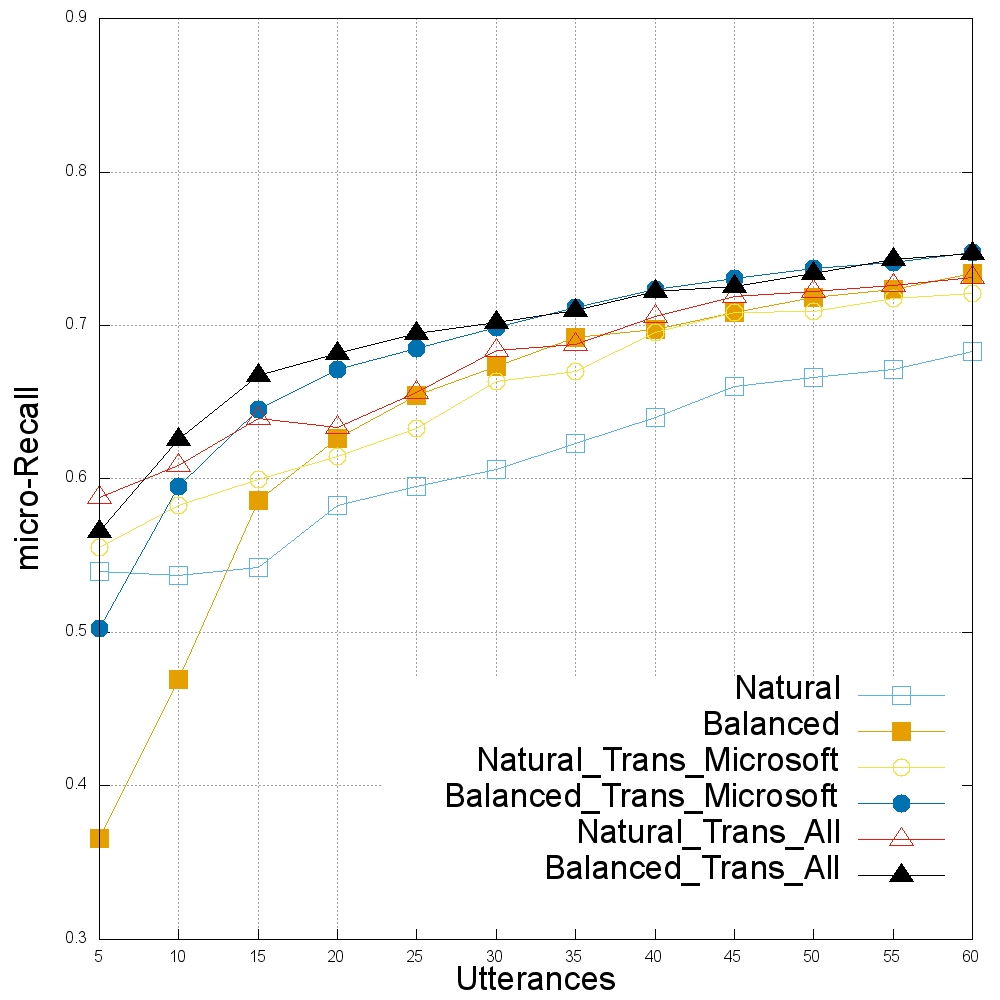 0.9
0.8
0.7
0.6
0.5
0.4
0.3
micro-Recall
Natural
Balanced
Natural_Trans_Microsoft
Balanced_Trans_Microsoft
Natural_Trans_All
Balanced_Trans_All
5 10 15 20 25 30 35 40 45 50 55 60
Utterances